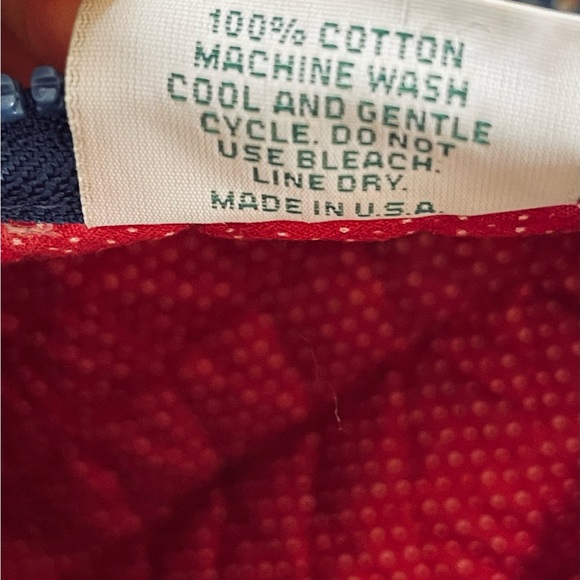 100% COTTON
MACHINE WASH
COOL AND GENTLE
CYCLE. DO NOT
USE BLEACH.
LINE DRY.
MADE IN U.S.A.